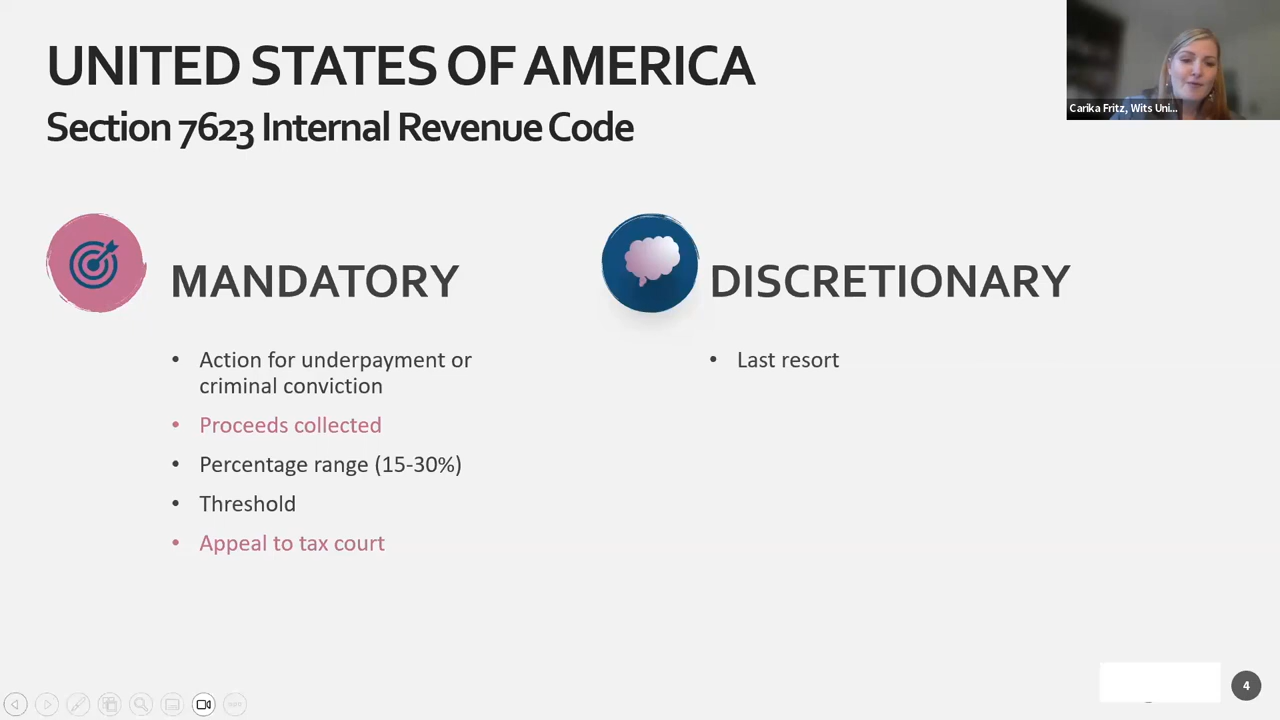 UNITED STATES OF AMERICA
Section 7623 Internal Revenue Code
Carika Fritz, Wits Uni...
MANDATORY
DISCRETIONARY
• Action for underpayment or
criminal conviction
• Proceeds collected
• Percentage range (15-30%)
• Threshold
• Appeal to tax court
• Last resort
4